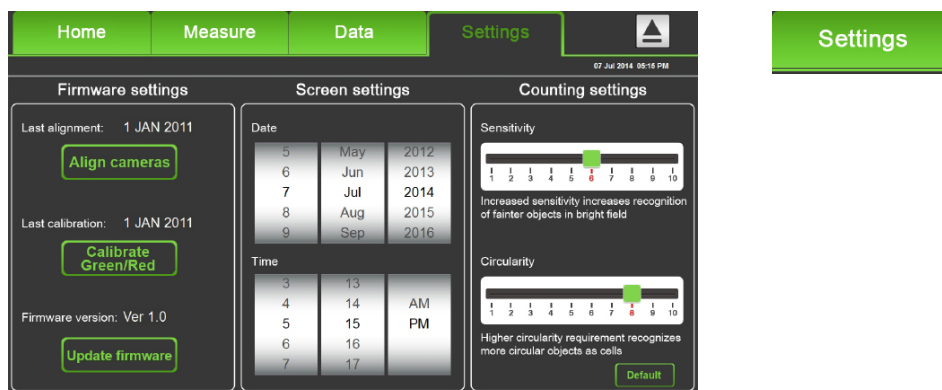 Home Measure Data Settings
Settings
07 Jul 2014 05:15 PM
Firmware settings
Last alignment: 1 JAN 2011
Align cameras
Last calibration: 1 JAN 2011
Calibrate
Green/Red
Firmware version: Ver 1.0
Update firmware
Screen settings
Date
5 May 2012
6 Jun 2013
7 Jul 2014
8 Aug 2015
9 Sep 2016
Time
3 13
4 14 AM
5 15 PM
6 16
7 17
Counting settings
Sensitivity
1 2 3 4 5 6 7 8 9 10
Increased sensitivity increases recognition
of fainter objects in bright field
Circularity
1 2 3 4 5 6 7 8 9 10
Higher circularity requirement recognizes
more circular objects as cells
Default